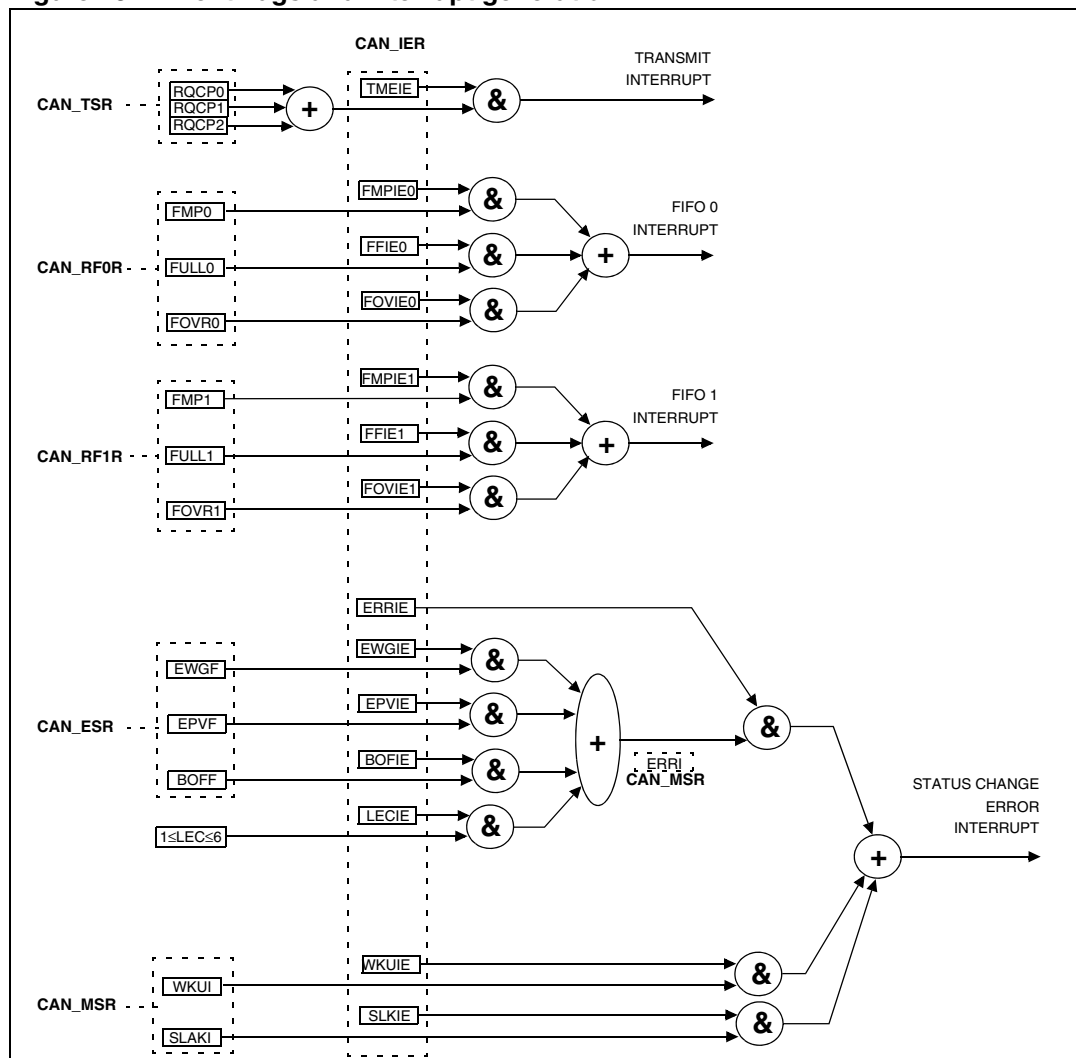 CAN_IER
TRANSMIT
INTERRUPT
CAN_TSR
RQCP0
RQCP1
RQCP2
+
TMEIE
&
FMPIE0
&
FIFO 0
INTERRUPT
FMP0
FFIE0
&
+
CAN_RF0R
FULL0
FOVIE0
&
FOVR0
FMPIE1
&
FIFO 1
INTERRUPT
FMP1
FFIE1
&
+
CAN_RF1R
FULL1
FOVIE1
&
FOVR1
ERRIE
EWGIE
&
EWGF
EPVIE
&
CAN_ESR
EPVF
+
&
ERRI
CAN_MSR
BOFIE
&
BOFF
STATUS CHANGE
ERROR
INTERRUPT
LECIE
&
1≤LEC≤6
+
WKUIE
&
WKUI
CAN_MSR
SLKIE
&
SLAKI